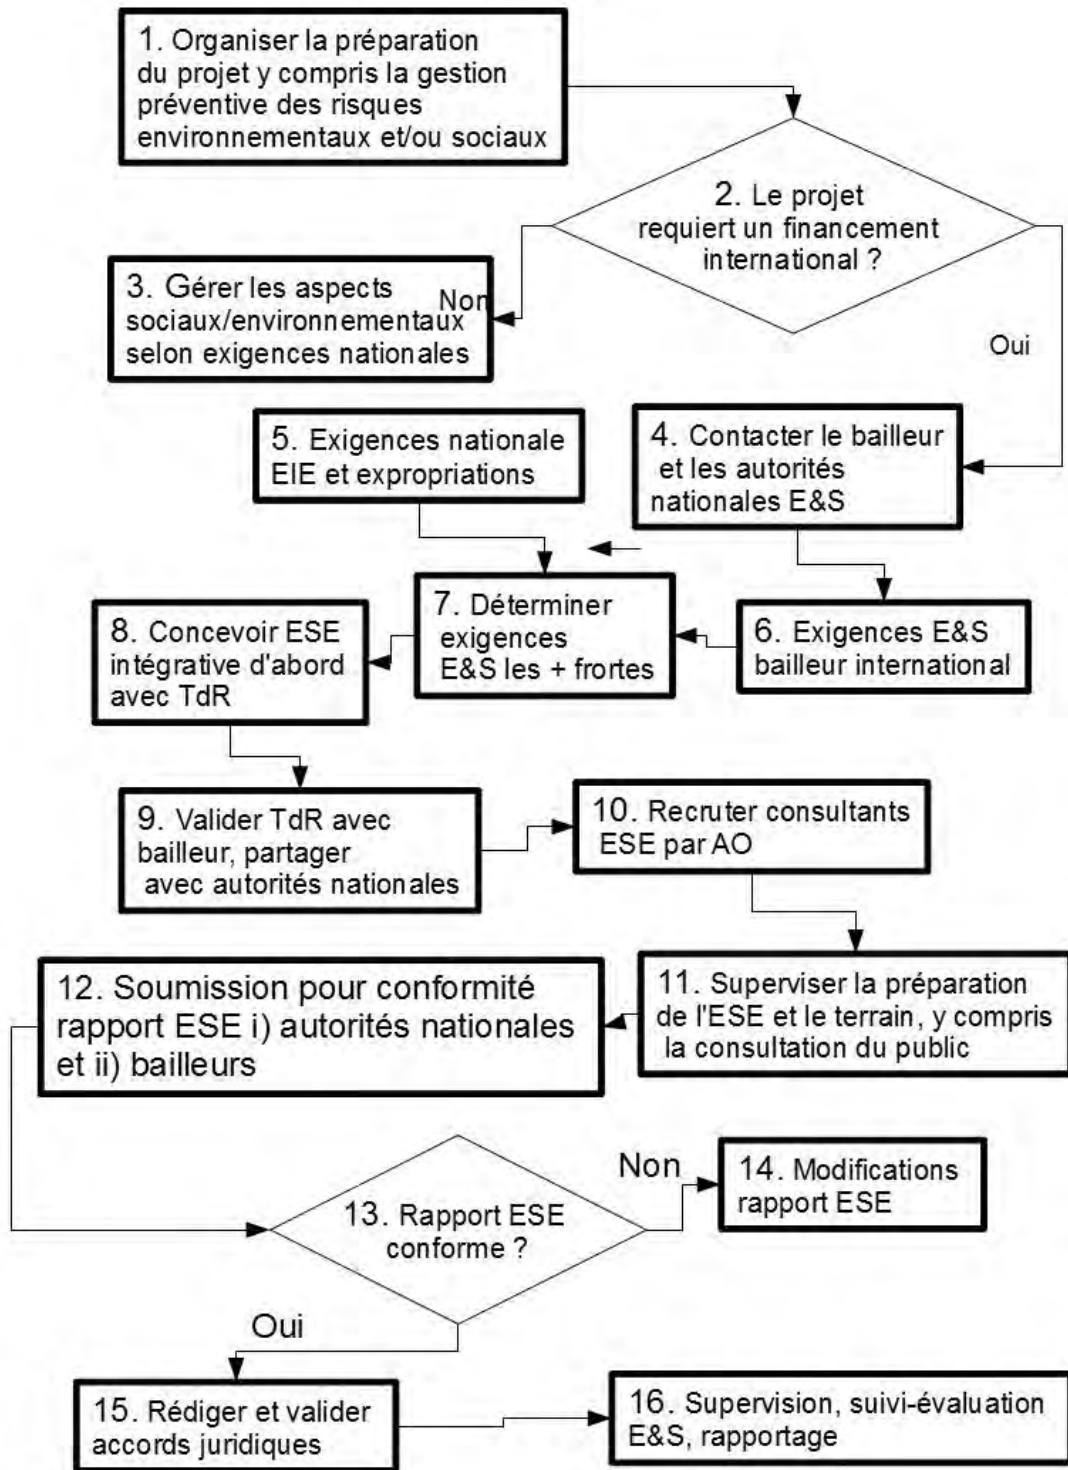 1. Organiser la préparation
du projet y compris la gestion
préventive des risques
environnementaux et/ou sociaux
2. Le projet
requiert un financement
international ?
Non
Oui
3. Gérer les aspects
sociaux/environnementaux
selon exigences nationales
4. Contacter le bailleur
et les autorités
nationales E&S
5. Exigences nationale
EIE et expropriations
6. Exigences E&S
bailleur international
7. Déterminer
exigences
E&S les + frortes
8. Concevoir ESE
intégrative d'abord
avec TdR
9. Valider TdR avec
bailleur, partager
avec autorités nationales
10. Recruter consultants
ESE par AO
11. Superviser la préparation
de l'ESE et le terrain, y compris
la consultation du public
12. Soumission pour conformité
rapport ESE i) autorités nationales
et ii) bailleurs
13. Rapport ESE
conforme ?
Non
14. Modifications
rapport ESE
Oui
15. Rédiger et valider
accords juridiques
16. Supervision, suivi-évaluation
E&S, rapportage